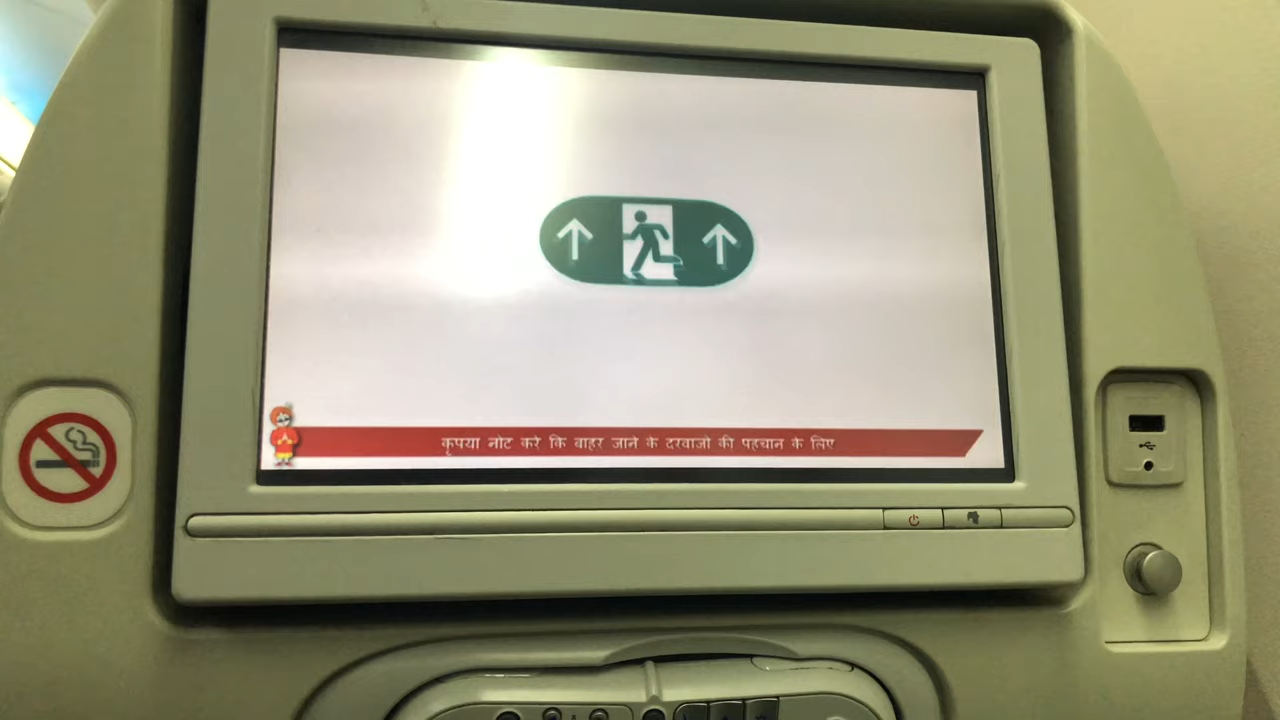 कृपया नोट करे कि बाहर जाने के दरवाजो की पहचान के लिए